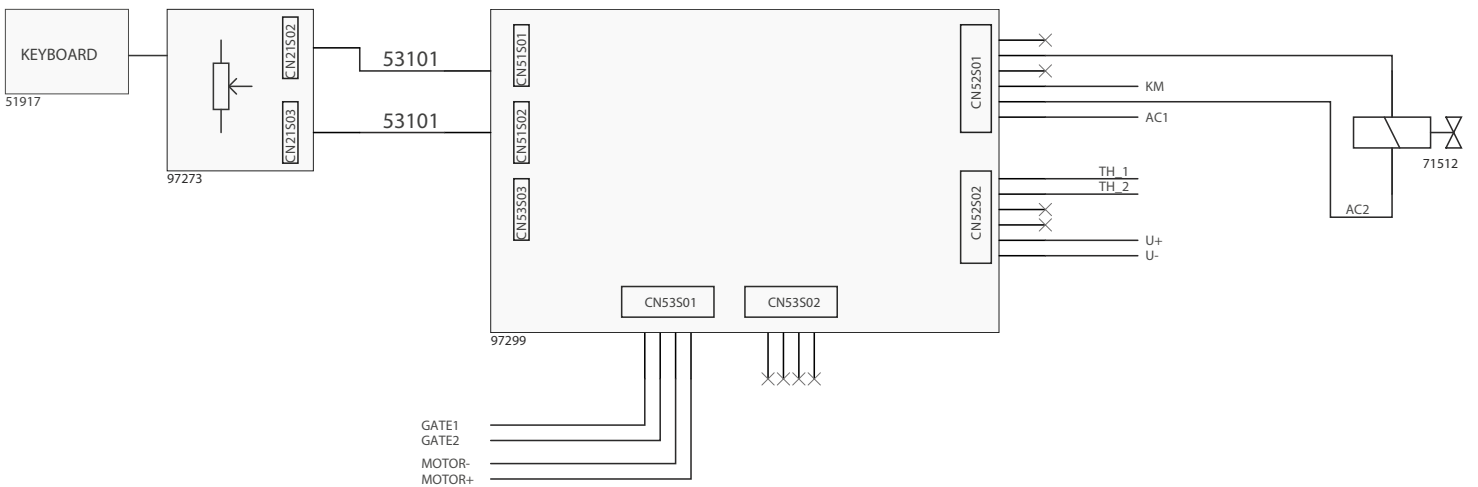 KEYBOARD
51917
CN21S02
CN21S03
97273
53101
53101
CN51S01
CN51S02
CN53S03
CN52S01
CN52S02
CN53S01
CN53S02
97299
KM
AC1
TH_1
TH_2
U+
U-
AC2
71512
GATE1
GATE2
MOTOR-
MOTOR+